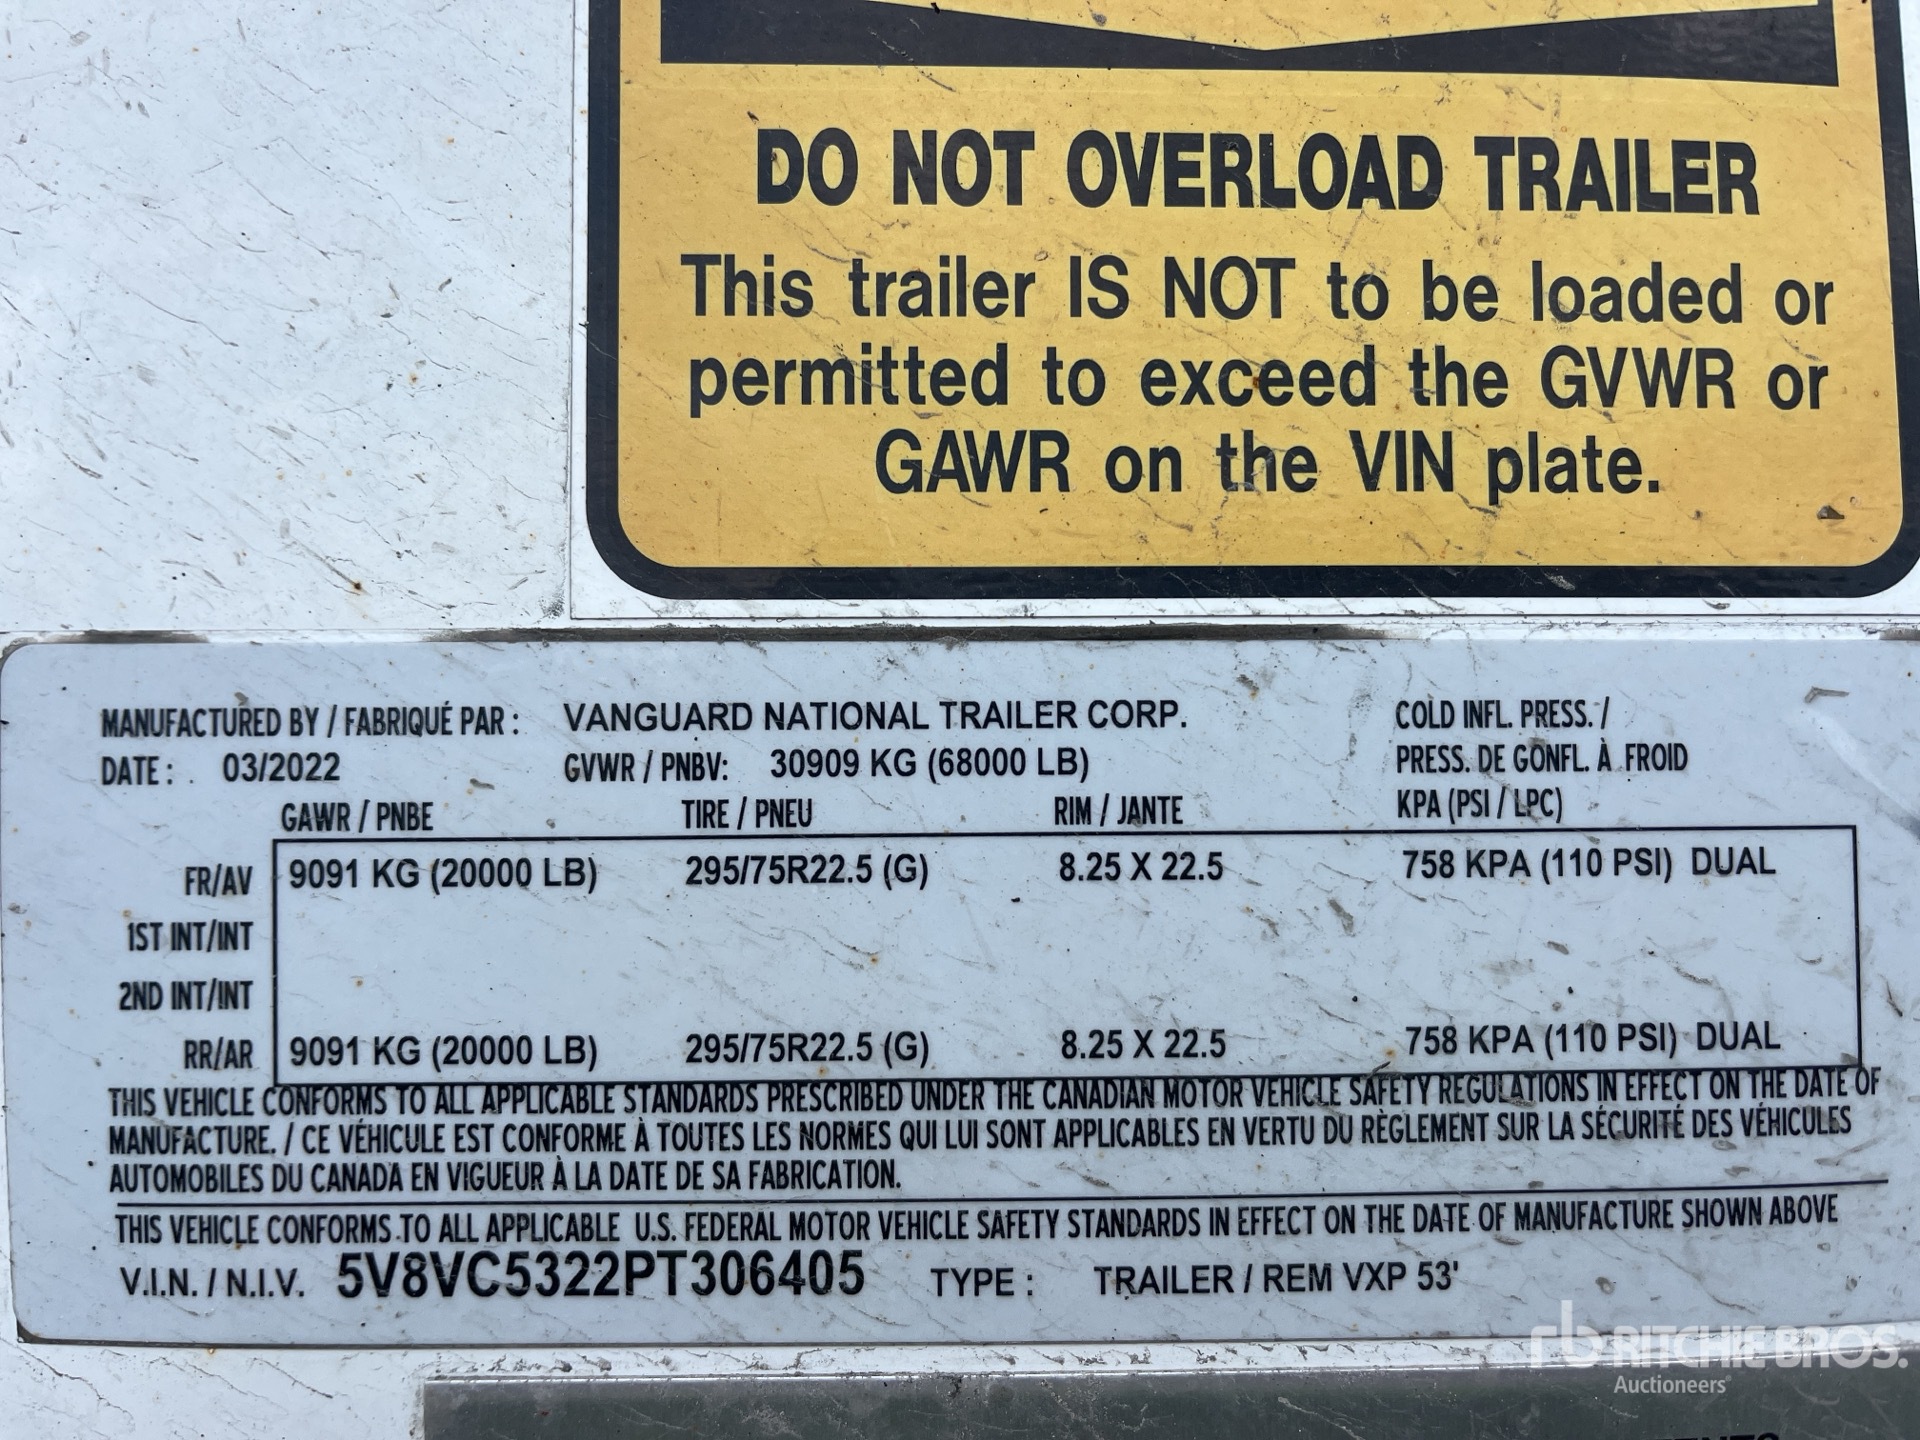 DO NOT OVERLOAD TRAILER
This trailer IS NOT to be loaded or
permitted to exceed the GVWR or
GAWR on the VIN plate.
MANUFACTURED BY / FABRIQUÉ PAR : VANGUARD NATIONAL TRAILER CORP. COLD INFL. PRESS. /
DATE : 03/2022 GVWR / PNBV: 30909 KG (68000 LB) PRESS. DE GONFL. À FROID
GAWR / PNBE TIRE / PNEU RIM / JANTE KPA (PSI / LPC)
FR/AV 9091 KG (20000 LB) 295/75R22.5 (G) 8.25 X 22.5 758 KPA (110 PSI) DUAL
1ST INT/INT
2ND INT/INT
RR/AR 9091 KG (20000 LB) 295/75R22.5 (G) 8.25 X 22.5 758 KPA (110 PSI) DUAL
THIS VEHICLE CONFORMS TO ALL APPLICABLE STANDARDS PRESCRIBED UNDER THE CANADIAN MOTOR VEHICLE SAFETY REGULATIONS IN EFFECT ON THE DATE OF
MANUFACTURE. / CE VÉHICULE EST CONFORME À TOUTES LES NORMES QUI LUI SONT APPLICABLES EN VERTU DU RÈGLEMENT SUR LA SÉCURITÉ DES VÉHICULES
AUTOMOBILES DU CANADA EN VIGUEUR À LA DATE DE SA FABRICATION.
THIS VEHICLE CONFORMS TO ALL APPLICABLE U.S. FEDERAL MOTOR VEHICLE SAFETY STANDARDS IN EFFECT ON THE DATE OF MANUFACTURE SHOWN ABOVE
V.I.N. / N.I.V. 5V8VC5322PT306405 TYPE : TRAILER / REM VXP 53'
rb RITCHIE BROS.
Auctioneers